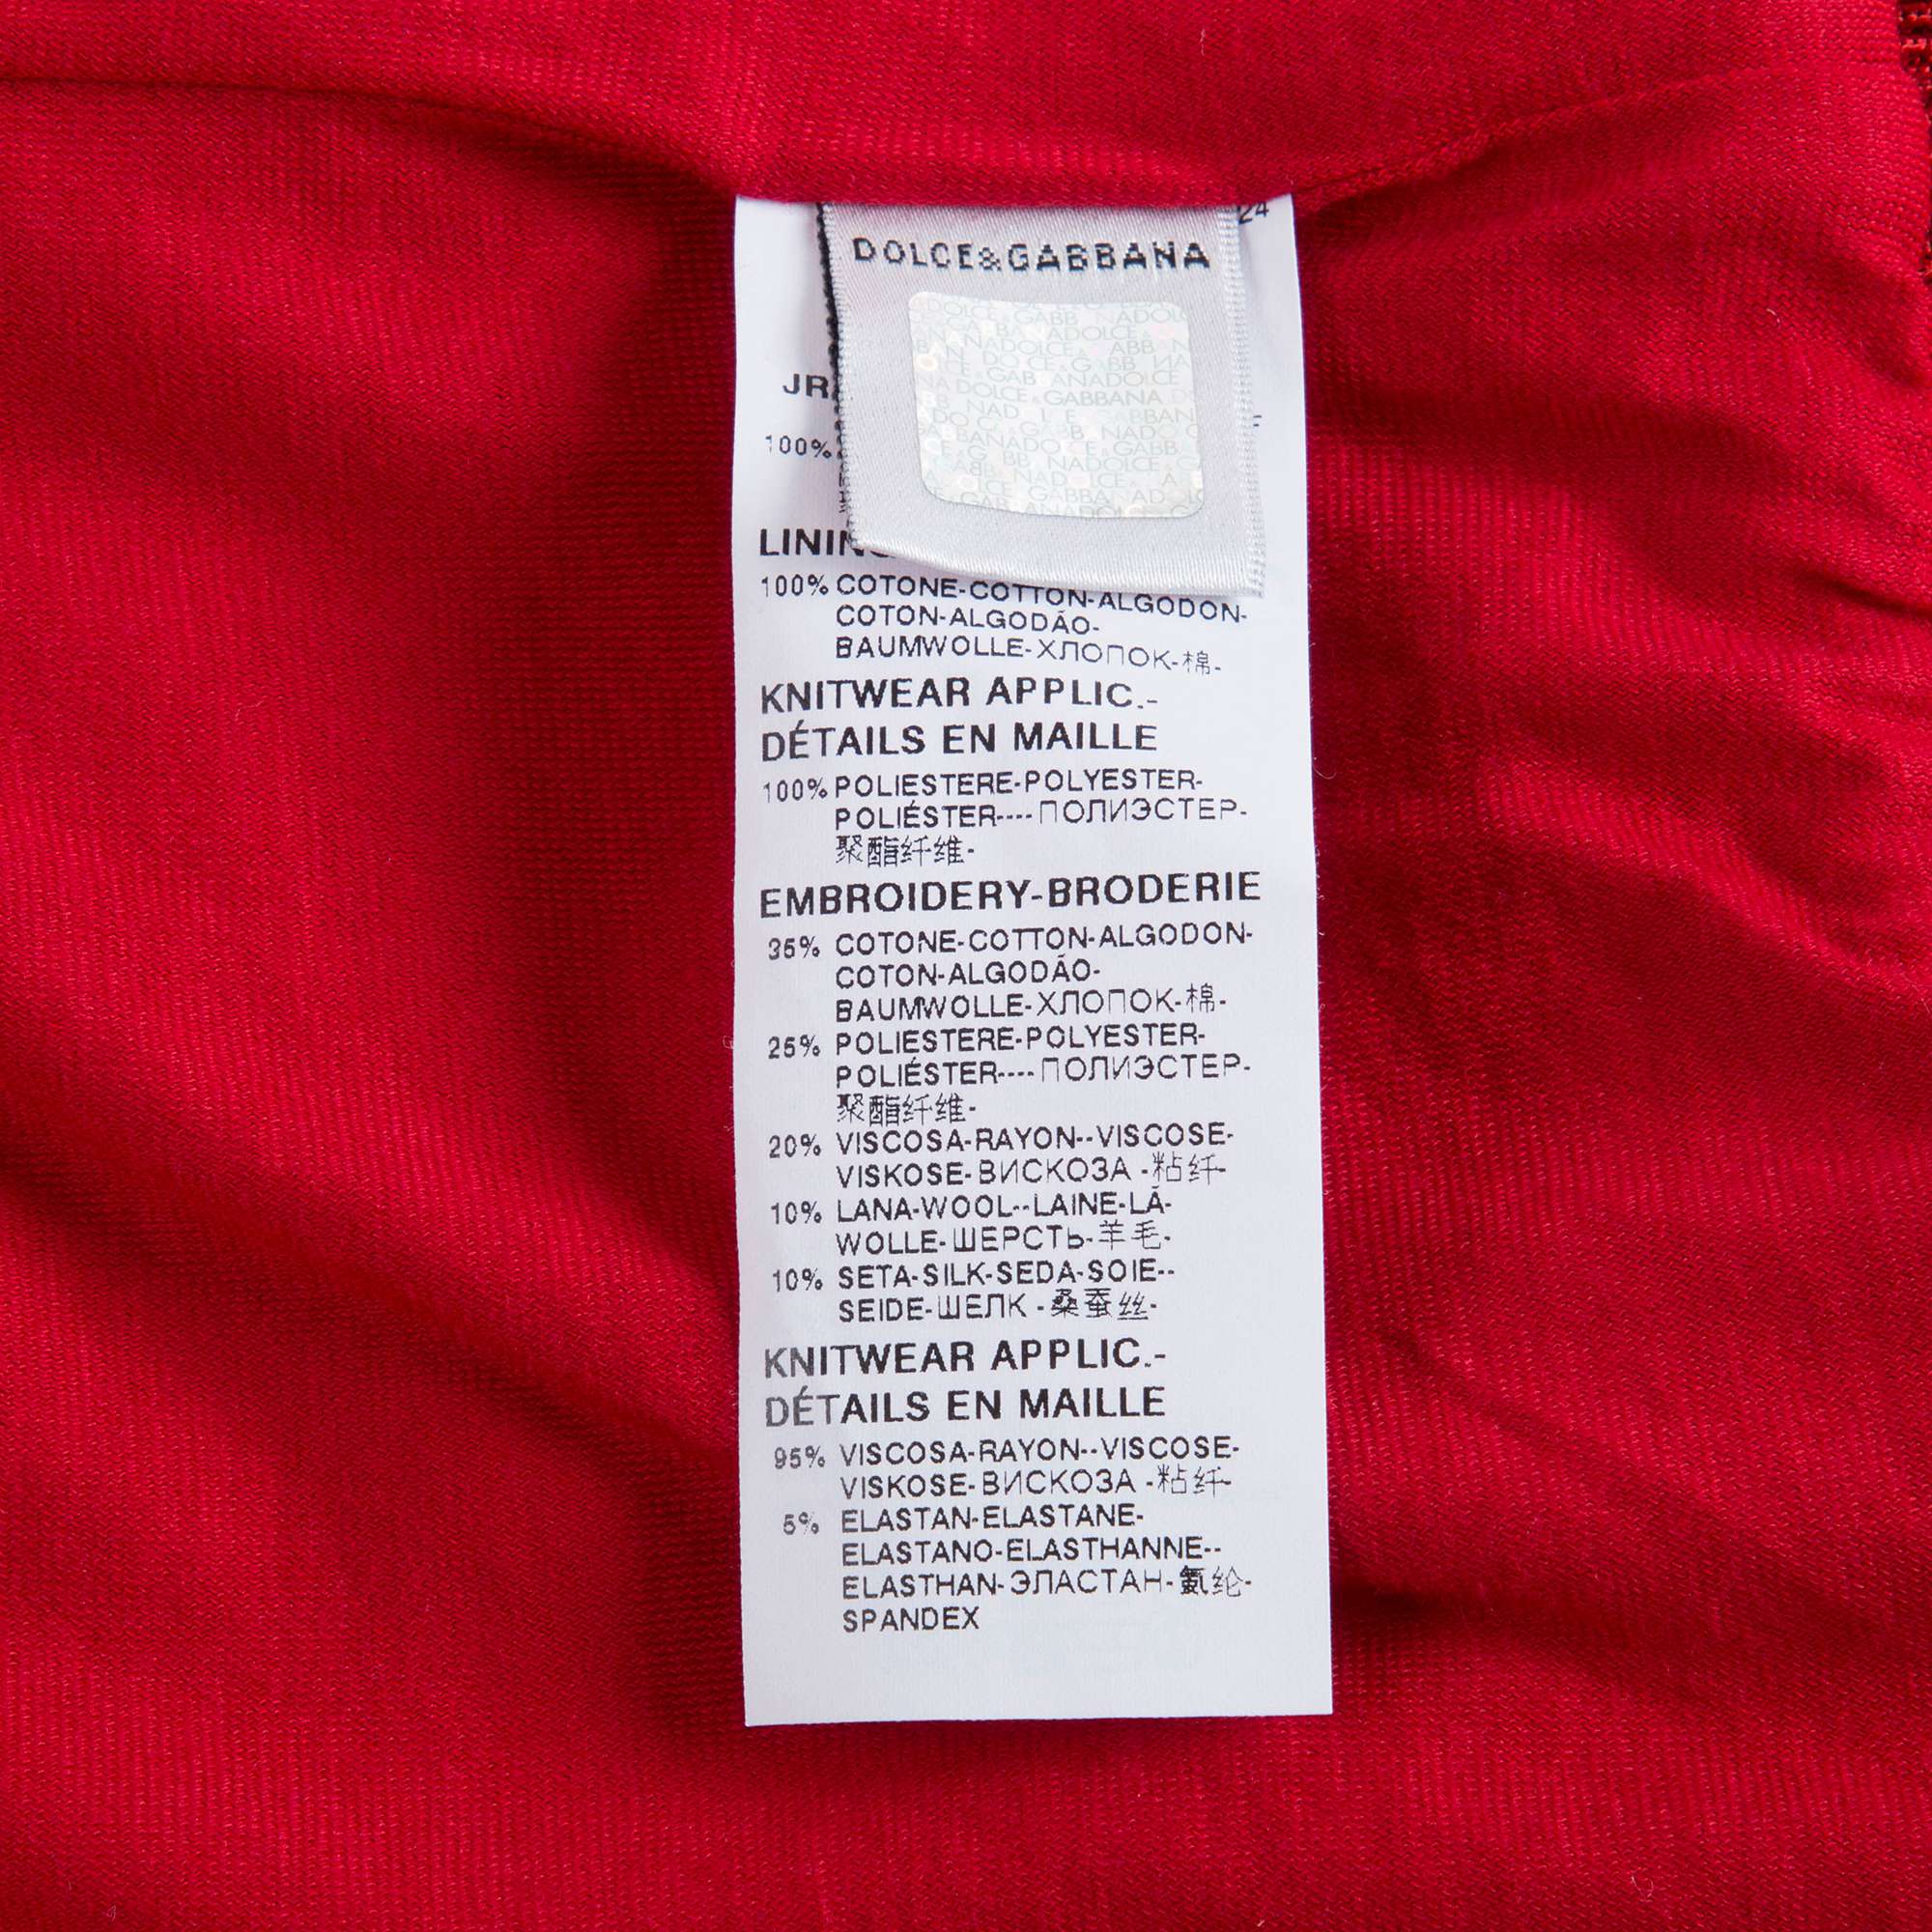 24
DOLCE&GABBANA
100%
100% COTONE-COTTON-ALGODON-
COTON-ALGODÃO-
BAUMWOLLE-ХЛОПОК-棉-
KNITWEAR APPLIC.-
DÉTAILS EN MAILLE
100% POLIESTERE-POLYESTER-
POLIÉSTER----ПОЛИЭСТЕР-
聚酯纤维-
EMBROIDERY-BRODERIE
35% COTONE-COTTON-ALGODON-
COTON-ALGODÃO-
BAUMWOLLE-ХЛОПОК-棉-
25% POLIESTERE-POLYESTER-
POLIÉSTER----ПОЛИЭСТЕР-
聚酯纤维-
20% VISCOSA-RAYON--VISCOSE-
VISKOSE-ВИСКОЗА -粘纤-
10% LANA-WOOL--LAINE-LÃ-
WOLLE-ШЕРСТЬ-羊毛-
10% SETA-SILK-SEDA-SOIE--
SEIDE-ШЕЛК -桑蚕丝-
KNITWEAR APPLIC.-
DÉTAILS EN MAILLE
95% VISCOSA-RAYON--VISCOSE-
VISKOSE-ВИСКОЗА -粘纤-
5% ELASTAN-ELASTANE-
ELASTANO-ELASTHANNE--
ELASTHAN-ЭЛАСТАН-氨纶-
SPANDEX